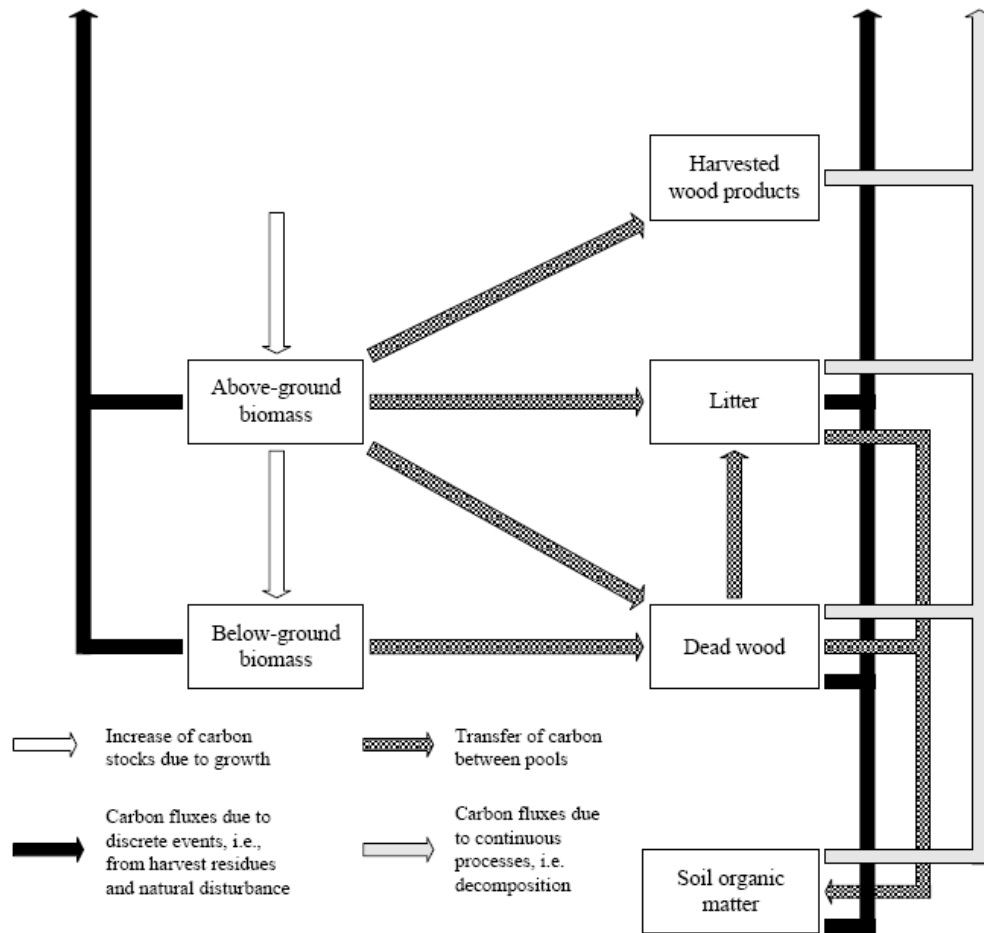 Harvested
wood products
Above-ground
biomass
Litter
Below-ground
biomass
Dead wood
Increase of carbon
stocks due to growth
Transfer of carbon
between pools
Carbon fluxes due to
discrete events, i.e.,
from harvest residues
and natural disturbance
Carbon fluxes due
to continuous
processes, i.e.
decomposition
Soil organic
matter